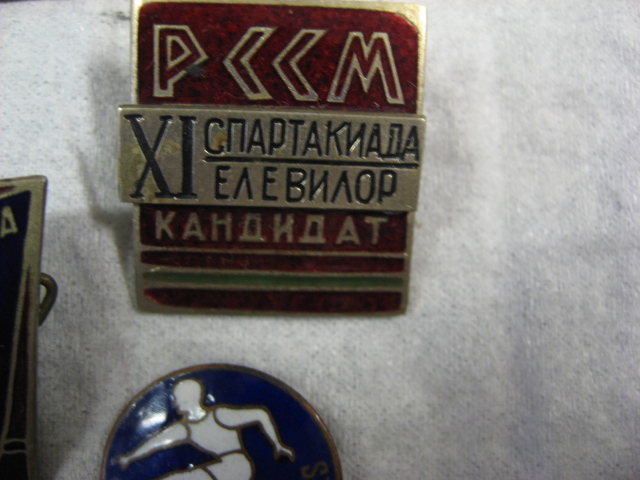 РССМ
XI СПАРТАКИАДА
ЕЛЕВИЛОР
КАНДИДАТ
А
S